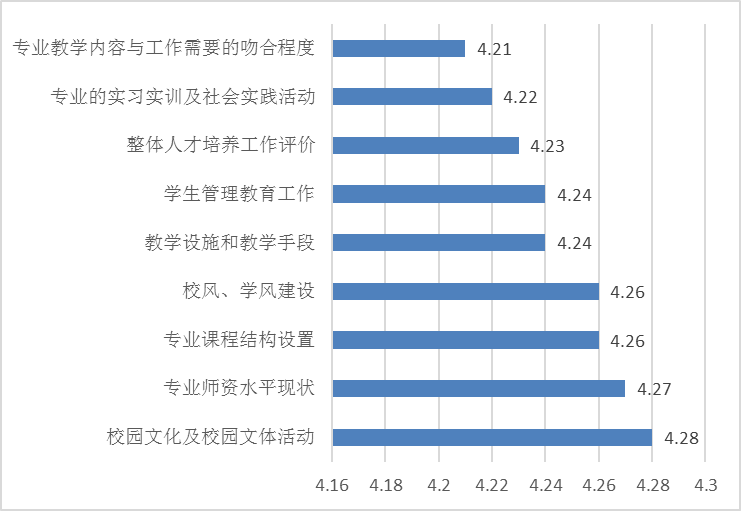 专业教学内容与工作需要的吻合程度 4.21
专业的实习实训及社会实践活动 4.22
整体人才培养工作评价 4.23
学生管理教育工作 4.24
教学设施和教学手段 4.24
校风、学风建设 4.26
专业课程结构设置 4.26
专业师资水平现状 4.27
校园文化及校园文体活动 4.28
4.16 4.18 4.2 4.22 4.24 4.26 4.28 4.3